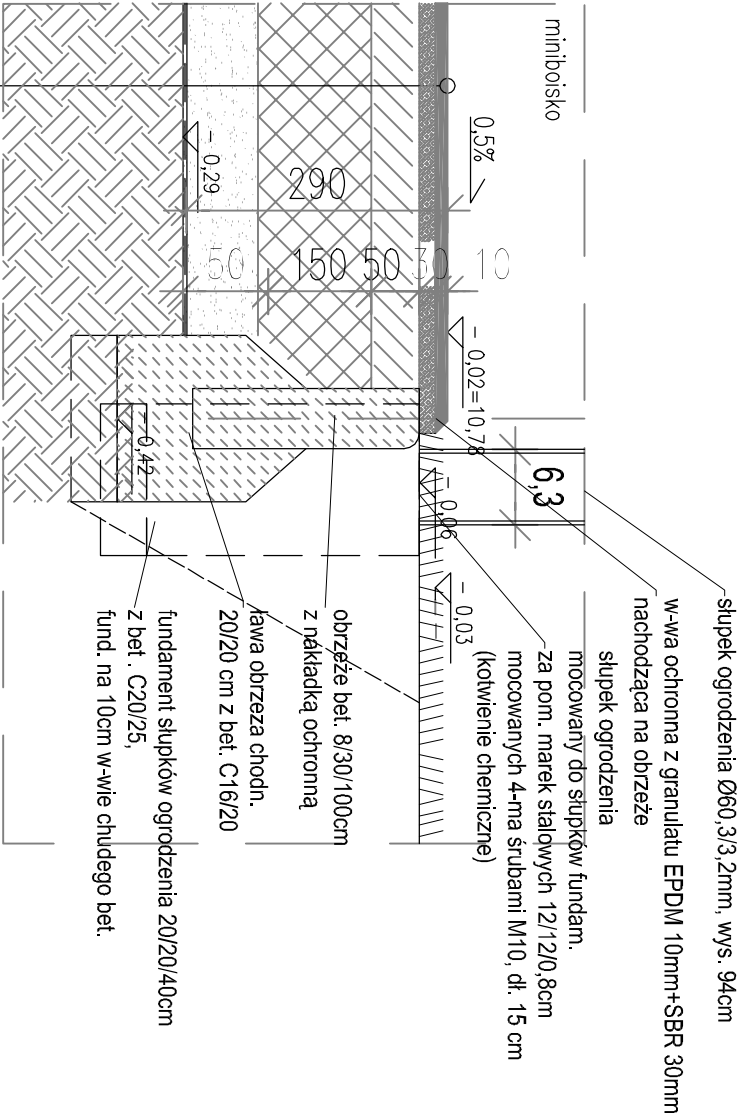 miniboisko
0,5%
- 0,29
290
50 150 50 30 10
- 0,02=10,78
- 0,42
- 0,06
6,3
- 0,03
słupek ogrodzenia Ø60,3/3,2mm, wys. 94cm
w-wa ochronna z granulatu EPDM 10mm+SBR 30mm
nachodząca na obrzeże
słupek ogrodzenia
mocowany do słupków fundam.
za pom. marek stalowych 12/12/0,8cm
mocowanych 4-ma śrubami M10, dł. 15 cm
(kotwienie chemiczne)
obrzeże bet. 8/30/100cm
z nakładką ochronną
ława obrzeza chodn.
20/20 cm z bet. C16/20
fundament słupków ogrodzenia 20/20/40cm
z bet . C20/25,
fund. na 10cm w-wie chudego bet.